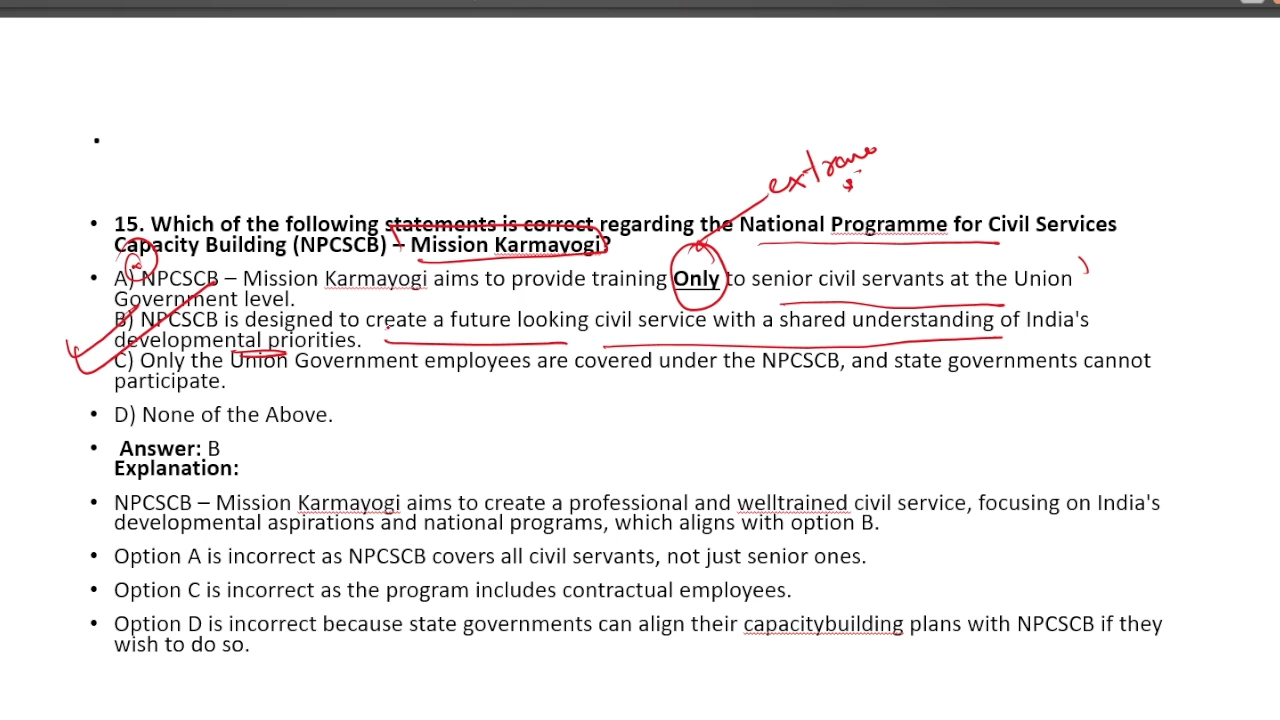 extreme
• 15. Which of the following statements is correct regarding the National Programme for Civil Services
Capacity Building (NPCSCB) – Mission Karmayogi?
• A) NPCSCB – Mission Karmayogi aims to provide training Only to senior civil servants at the Union
Government level.
B) NPCSCB is designed to create a future looking civil service with a shared understanding of India's
developmental priorities.
C) Only the Union Government employees are covered under the NPCSCB, and state governments cannot
participate.
• D) None of the Above.
• Answer: B
Explanation:
• NPCSCB – Mission Karmayogi aims to create a professional and welltrained civil service, focusing on India's
developmental aspirations and national programs, which aligns with option B.
• Option A is incorrect as NPCSCB covers all civil servants, not just senior ones.
• Option C is incorrect as the program includes contractual employees.
• Option D is incorrect because state governments can align their capacitybuilding plans with NPCSCB if they
wish to do so.